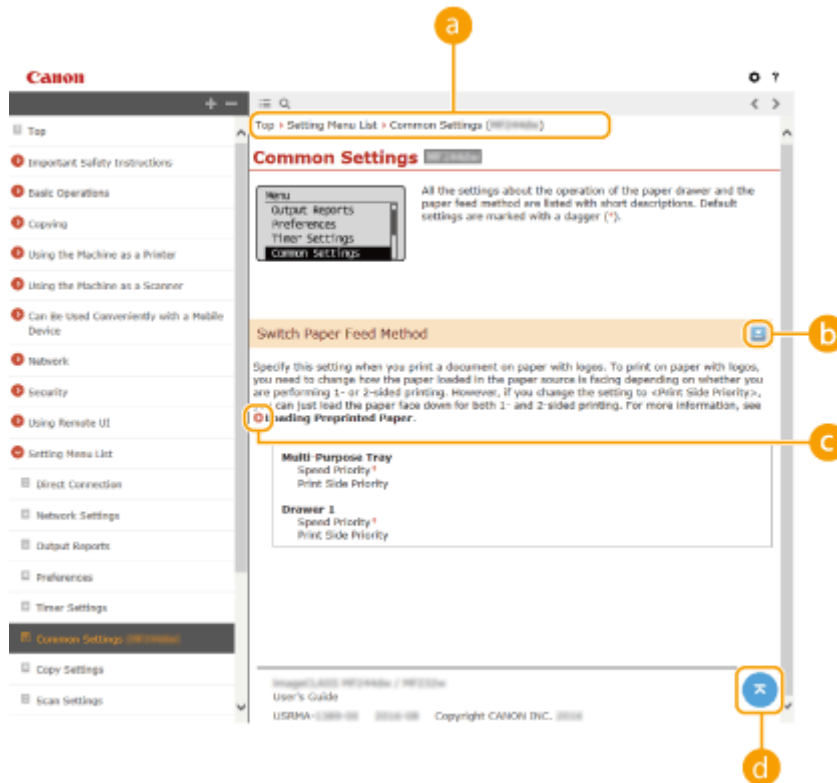 a
Canon
?
+ −
Top › Setting Menu List › Common Settings (
Top
Important Safety Instructions
Basic Operations
Copying
Using the Machine as a Printer
Using the Machine as a Scanner
Can Be Used Conveniently with a Mobile
Device
Network
Security
Using Remote UI
Setting Menu List
Direct Connection
Network Settings
Output Reports
Preferences
Timer Settings
Common Settings
Copy Settings
Scan Settings
Common Settings
Menu
Output Reports
Preferences
Timer Settings
Common Settings
All the settings about the operation of the paper drawer and the
paper feed method are listed with short descriptions. Default
settings are marked with a dagger (*).
Switch Paper Feed Method
b
Specify this setting when you print a document on paper with logos. To print on paper with logos,
you need to change how the paper loaded in the paper source is facing depending on whether you
are performing 1- or 2-sided printing. However, if you change the setting to <Print Side Priority>,
can just load the paper face down for both 1- and 2-sided printing. For more information, see
Loading Preprinted Paper.
c
Multi-Purpose Tray
Speed Priority*
Print Side Priority
Drawer 1
Speed Priority*
Print Side Priority
User's Guide
USRMA- Copyright CANON INC.
d